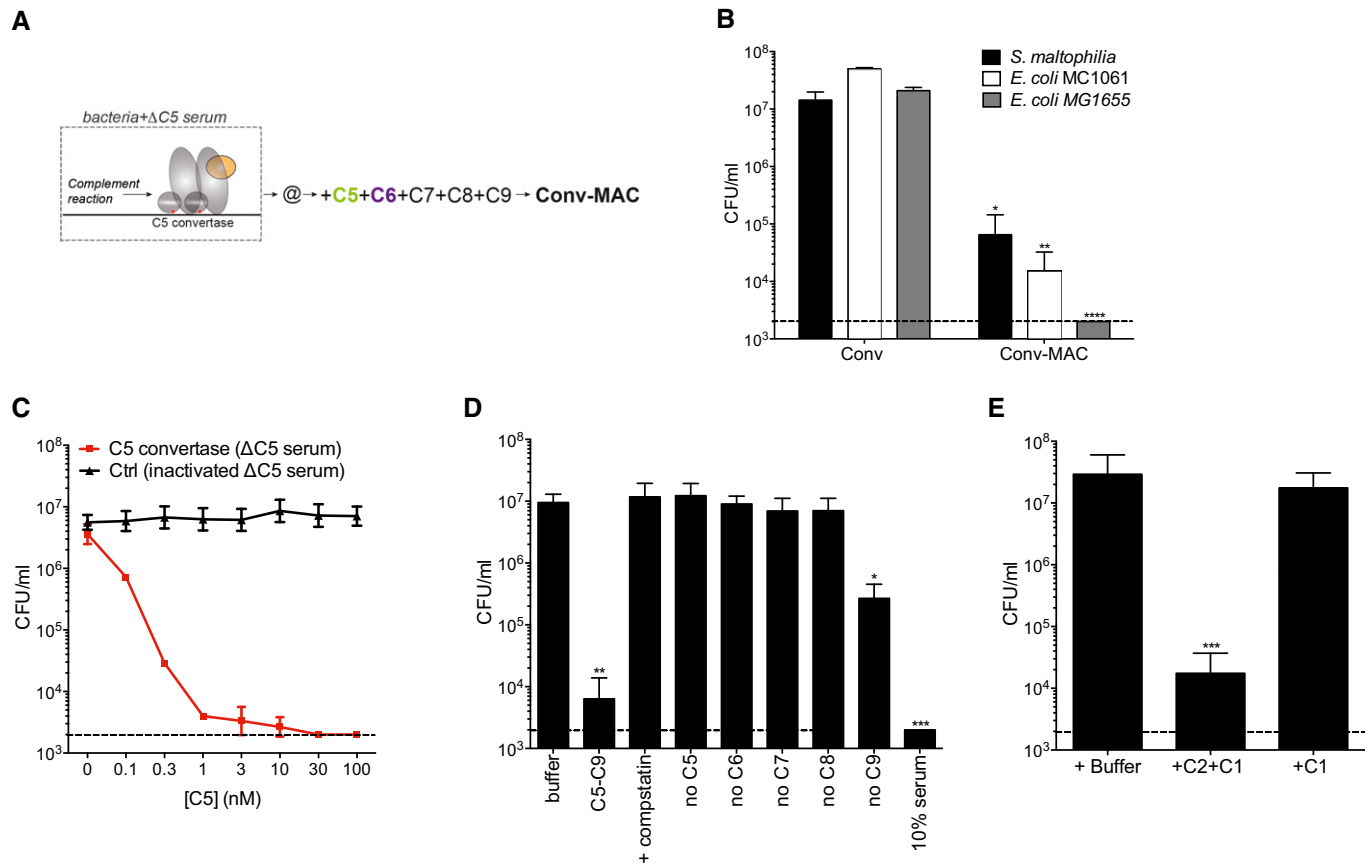 A
bacteria+ΔC5 serum
Complement
reaction
C5 convertase
@ +C5+C6+C7+C8+C9 Conv-MAC
B
CFU/ml
10⁸
10⁷
10⁶
10⁵
10⁴
10³
S. maltophilia
E. coli MC1061
E. coli MG1655
*
**
****
Conv
Conv-MAC
C
CFU/ml
10⁸
10⁷
10⁶
10⁵
10⁴
10³
C5 convertase (ΔC5 serum)
Ctrl (inactivated ΔC5 serum)
0 0.1 0.3 1 3 10 30 100
[C5] (nM)
D
CFU/ml
10⁸
10⁷
10⁶
10⁵
10⁴
10³
**
*
***
buffer
C5-C9
+ compstatin
no C5
no C6
no C7
no C8
no C9
10% serum
E
CFU/ml
10⁸
10⁷
10⁶
10⁵
10⁴
10³
***
+ Buffer
+C2+C1
+C1